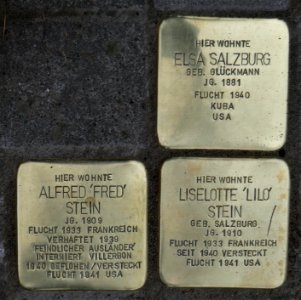 HIER WOHNTE
ELSA SALZBURG
GEB. GLÜCKMANN
JG. 1881
FLUCHT 1940
KUBA
USA
HIER WOHNTE
ALFRED 'FRED'
STEIN
JG. 1909
FLUCHT 1933 FRANKREICH
VERHAFTET 1939
'FEINDLICHER AUSLÄNDER'
INTERNIERT VILLERBON
1940 GEFLOHEN/VERSTECKT
FLUCHT 1941 USA
HIER WOHNTE
LISELOTTE 'LILO'
STEIN
GEB. SALZBURG
JG. 1910
FLUCHT 1933 FRANKREICH
SEIT 1940 VERSTECKT
FLUCHT 1941 USA